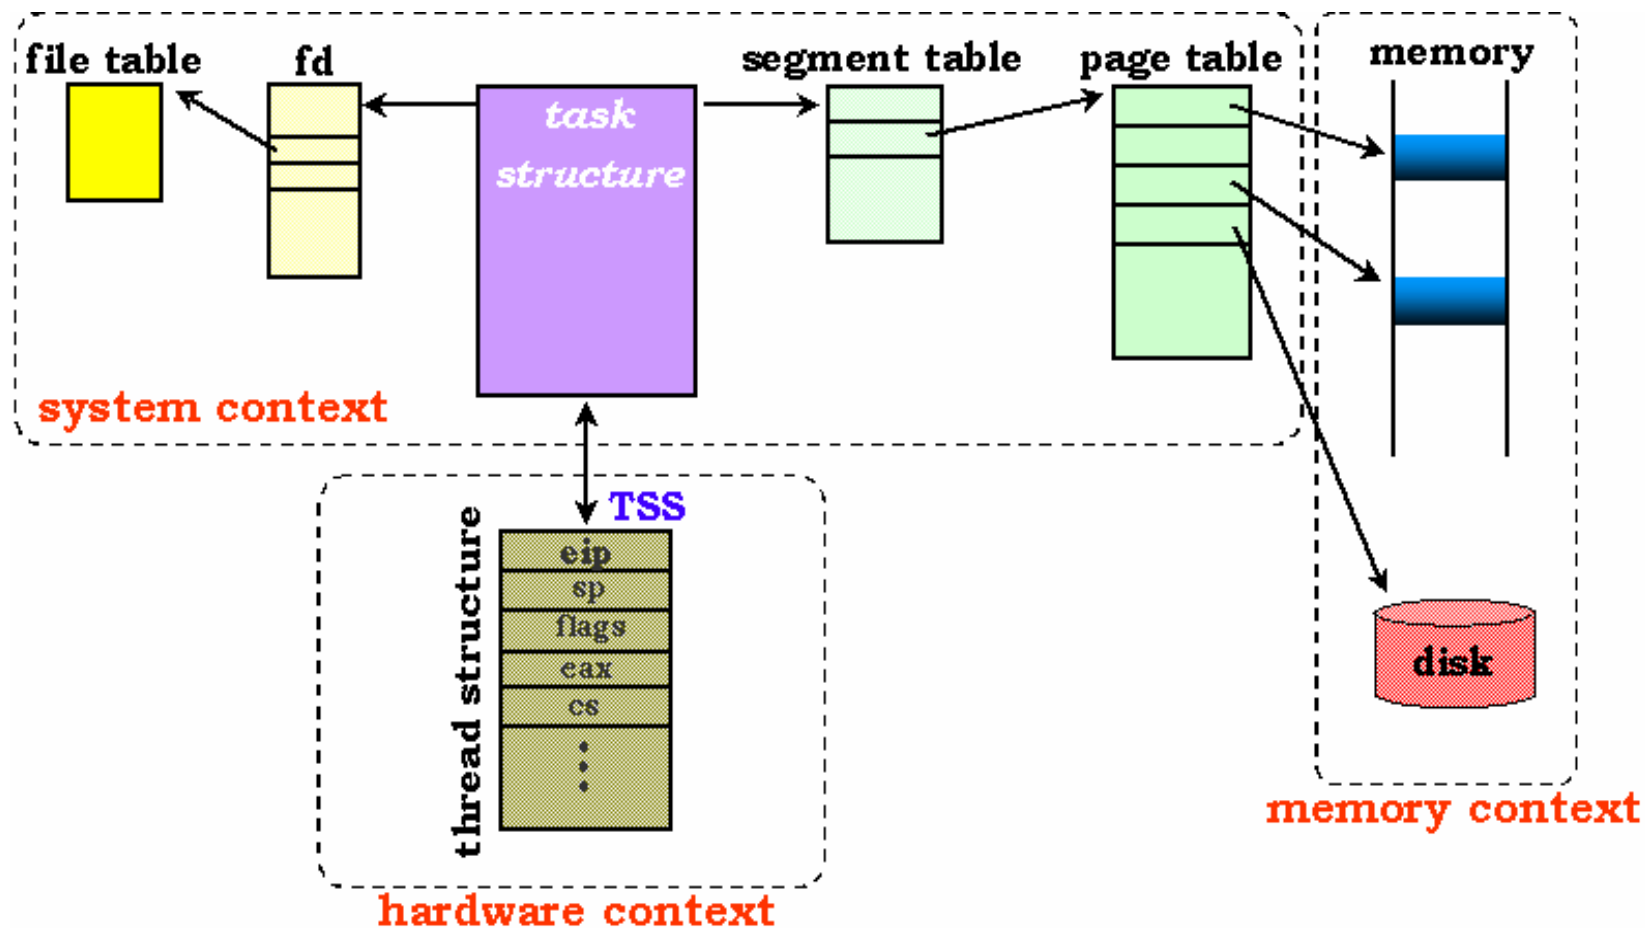 file table
fd
task
structure
segment table
page table
memory
system context
TSS
thread structure
eip
sp
flags
eax
cs
disk
memory context
hardware context